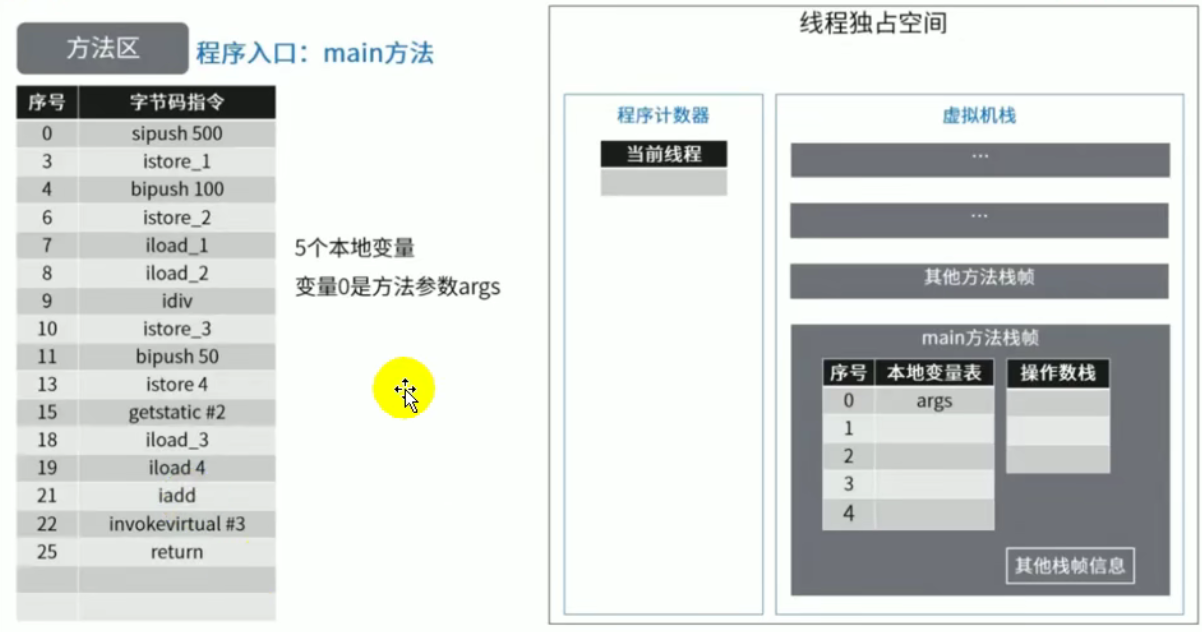 方法区
程序入口：main方法
序号 字节码指令
0 sipush 500
3 istore_1
4 bipush 100
6 istore_2
7 iload_1
8 iload_2
9 idiv
10 istore_3
11 bipush 50
13 istore 4
15 getstatic #2
18 iload_3
19 iload 4
21 iadd
22 invokevirtual #3
25 return
5个本地变量
变量0是方法参数args
线程独占空间
程序计数器
当前线程
虚拟机栈
...
...
其他方法栈帧
main方法栈帧
序号 本地变量表
0 args
1
2
3
4
操作数栈
其他栈帧信息